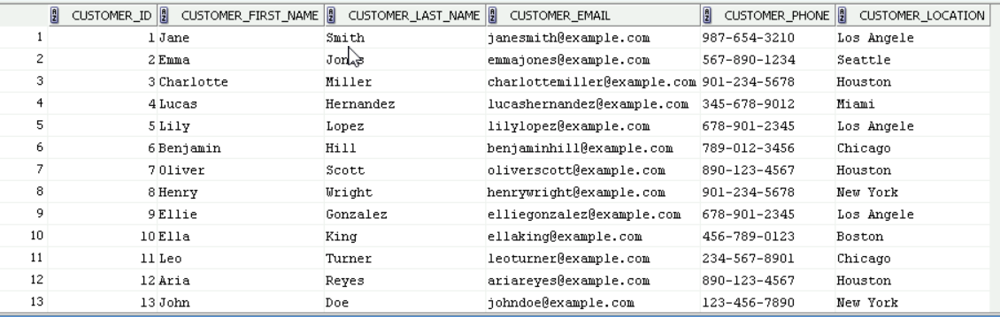 CUSTOMER_ID CUSTOMER_FIRST_NAME CUSTOMER_LAST_NAME CUSTOMER_EMAIL CUSTOMER_PHONE CUSTOMER_LOCATION
1 1 Jane Smith janesmith@example.com 987-654-3210 Los Angele
2 2 Emma Jones emmajones@example.com 567-890-1234 Seattle
3 3 Charlotte Miller charlottemiller@example.com 901-234-5678 Houston
4 4 Lucas Hernandez lucashernandez@example.com 345-678-9012 Miami
5 5 Lily Lopez lilylopez@example.com 678-901-2345 Los Angele
6 6 Benjamin Hill benjaminhill@example.com 789-012-3456 Chicago
7 7 Oliver Scott oliverscott@example.com 890-123-4567 Houston
8 8 Henry Wright henrywright@example.com 901-234-5678 New York
9 9 Ellie Gonzalez elliegonzalez@example.com 678-901-2345 Los Angele
10 10 Ella King ellaking@example.com 456-789-0123 Boston
11 11 Leo Turner leoturner@example.com 234-567-8901 Chicago
12 12 Aria Reyes ariareyes@example.com 890-123-4567 Houston
13 13 John Doe johndoe@example.com 123-456-7890 New York